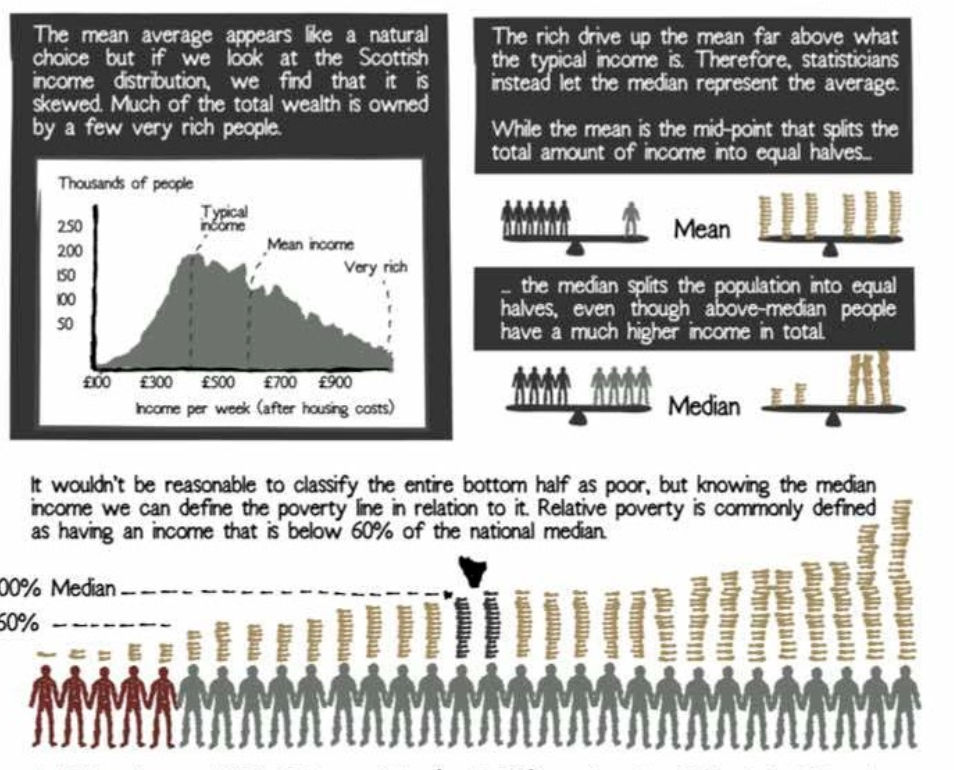 The mean average appears like a natural
choice but if we look at the Scottish
income distribution, we find that it is
skewed. Much of the total wealth is owned
by a few very rich people.
Thousands of people
250
200
150
100
50
Typical
income
Mean income
Very rich
£100 £300 £500 £700 £900
Income per week (after housing costs)
The rich drive up the mean far above what
the typical income is. Therefore, statisticians
instead let the median represent the average.
While the mean is the mid-point that splits the
total amount of income into equal halves...
Mean
... the median splits the population into equal
halves, even though above-median people
have a much higher income in total.
Median
It wouldn't be reasonable to classify the entire bottom half as poor, but knowing the median
income we can define the poverty line in relation to it. Relative poverty is commonly defined
as having an income that is below 60% of the national median.
00% Median
60%